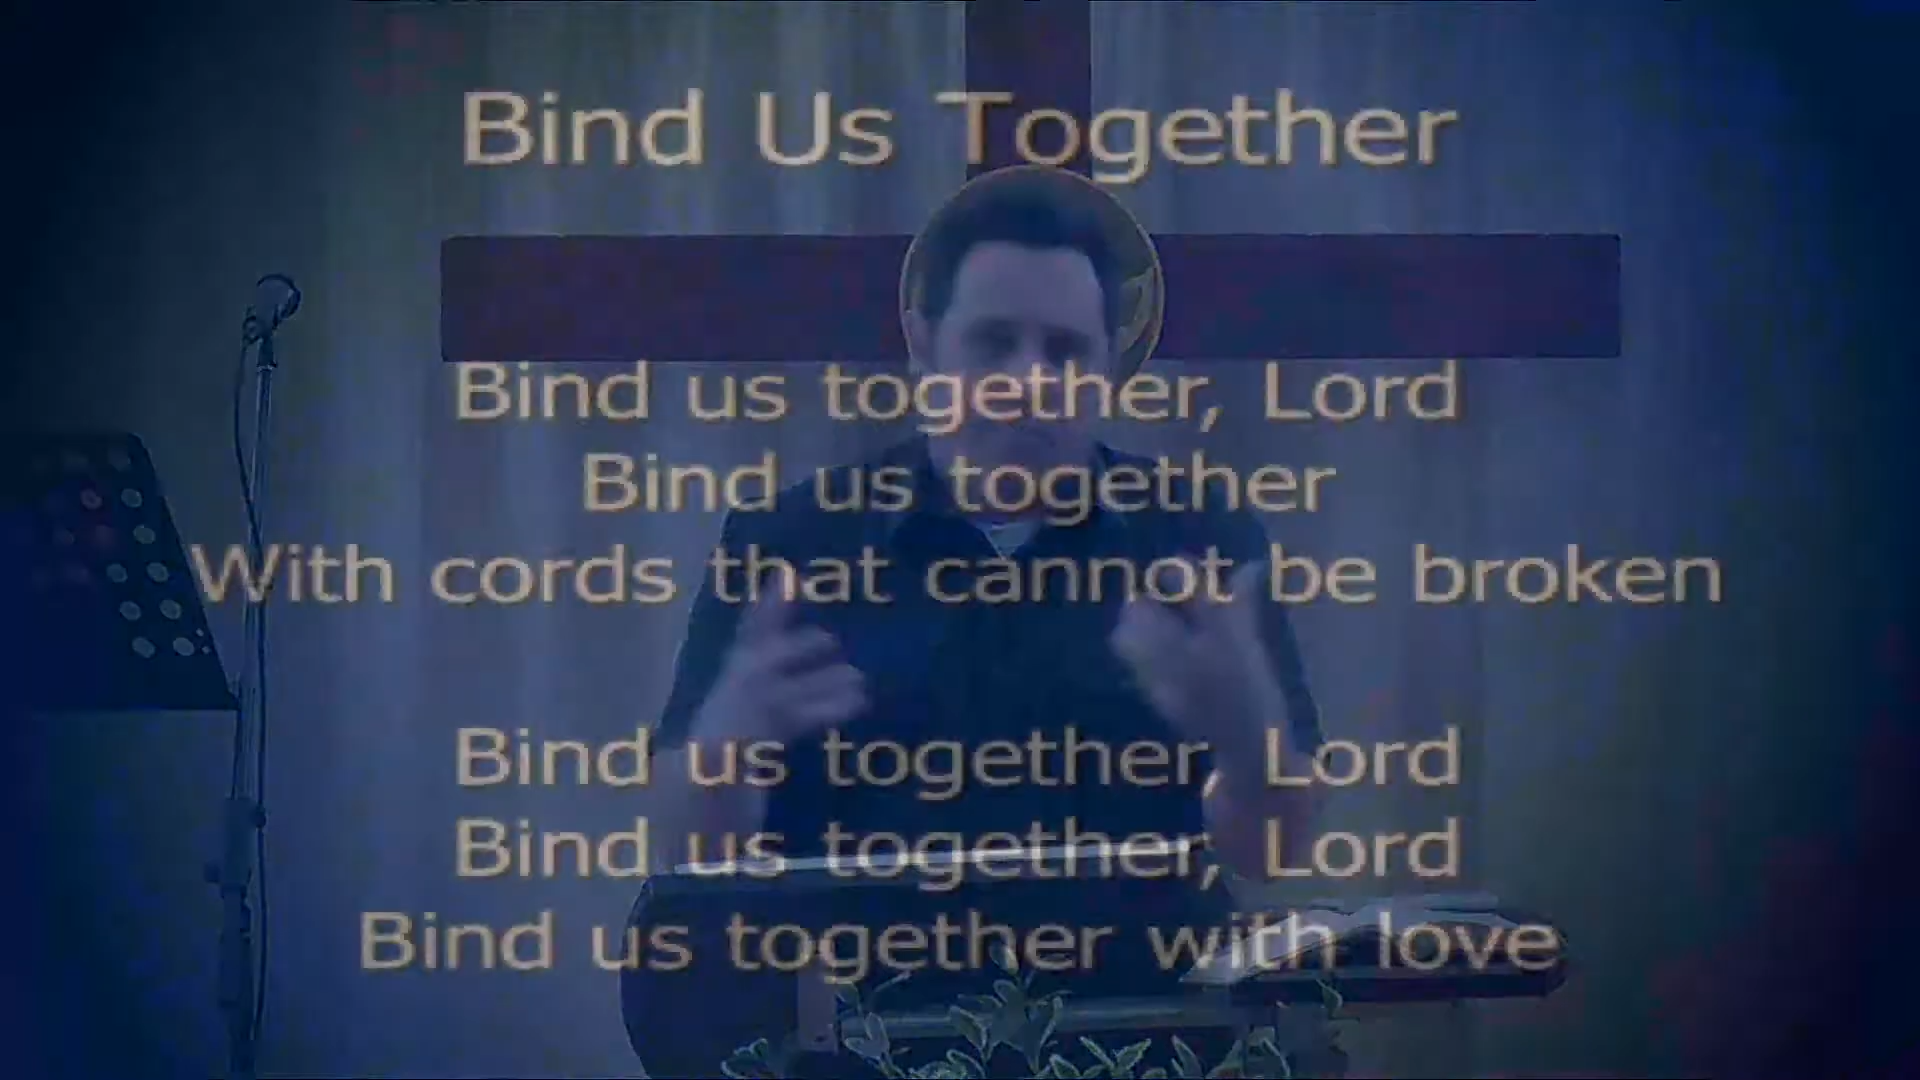 Bind Us Together
Bind us together, Lord
Bind us together
With cords that cannot be broken
Bind us together, Lord
Bind us together, Lord
Bind us together with love